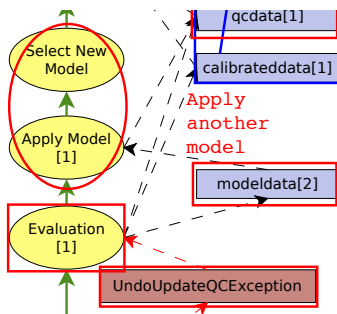 qcdata[1]
Select New
Model
calibrateddata[1]
Apply
another
model
Apply Model
[1]
modeldata[2]
Evaluation
[1]
UndoUpdateQCException